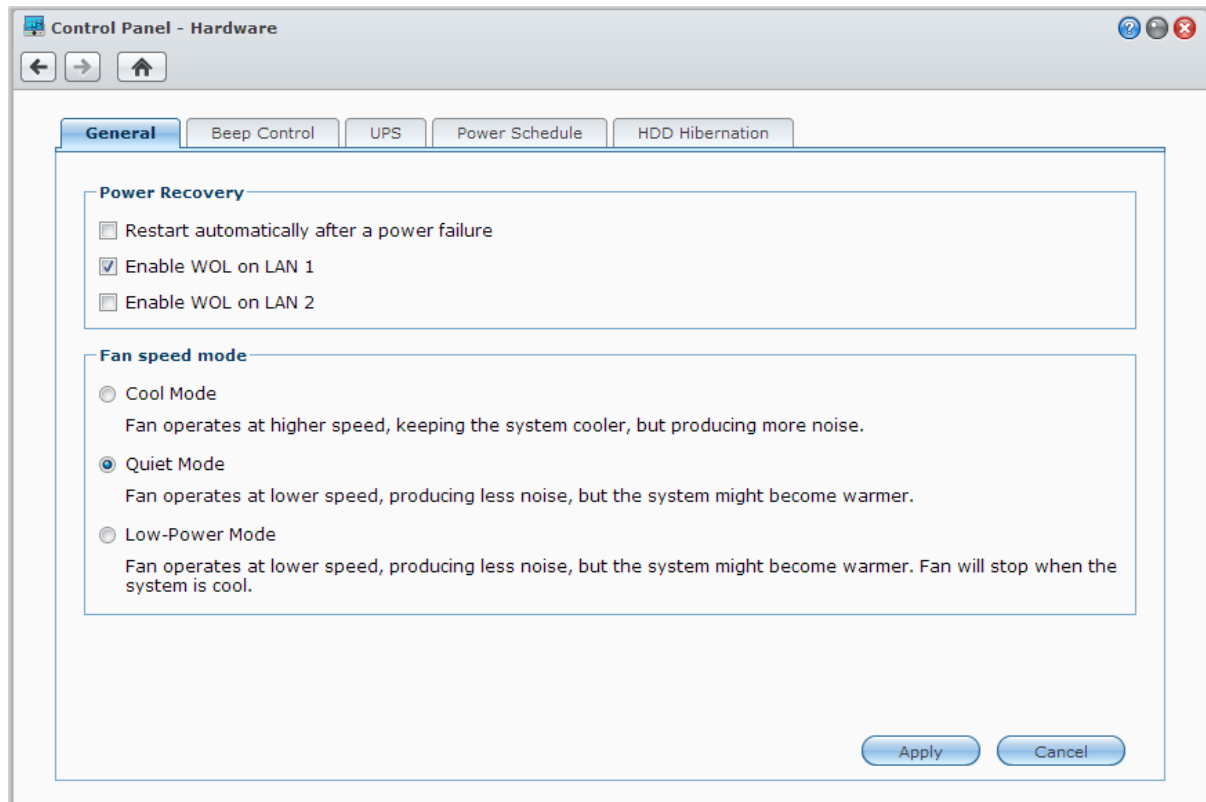 Control Panel - Hardware
General
Beep Control
UPS
Power Schedule
HDD Hibernation
Power Recovery
Restart automatically after a power failure
Enable WOL on LAN 1
Enable WOL on LAN 2
Fan speed mode
Cool Mode
Fan operates at higher speed, keeping the system cooler, but producing more noise.
Quiet Mode
Fan operates at lower speed, producing less noise, but the system might become warmer.
Low-Power Mode
Fan operates at lower speed, producing less noise, but the system might become warmer. Fan will stop when the
system is cool.
Apply
Cancel